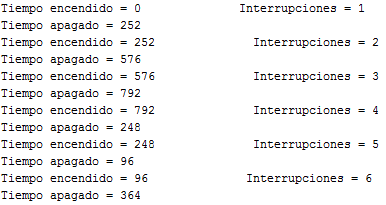 Tiempo encendido = 0 Interrupciones = 1
Tiempo apagado = 252
Tiempo encendido = 252 Interrupciones = 2
Tiempo apagado = 576
Tiempo encendido = 576 Interrupciones = 3
Tiempo apagado = 792
Tiempo encendido = 792 Interrupciones = 4
Tiempo apagado = 248
Tiempo encendido = 248 Interrupciones = 5
Tiempo apagado = 96
Tiempo encendido = 96 Interrupciones = 6
Tiempo apagado = 364